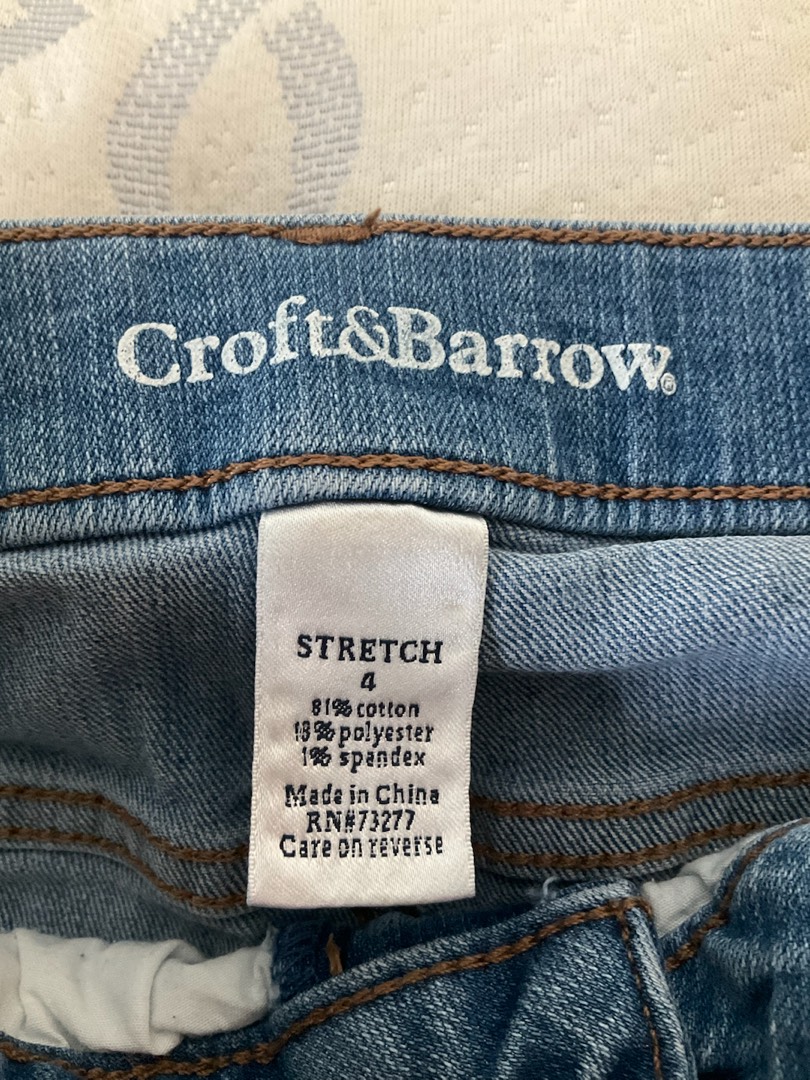 Croft&Barrow®
STRETCH
4
81% cotton
18% polyester
1% spandex
Made in China
RN#73277
Care on reverse